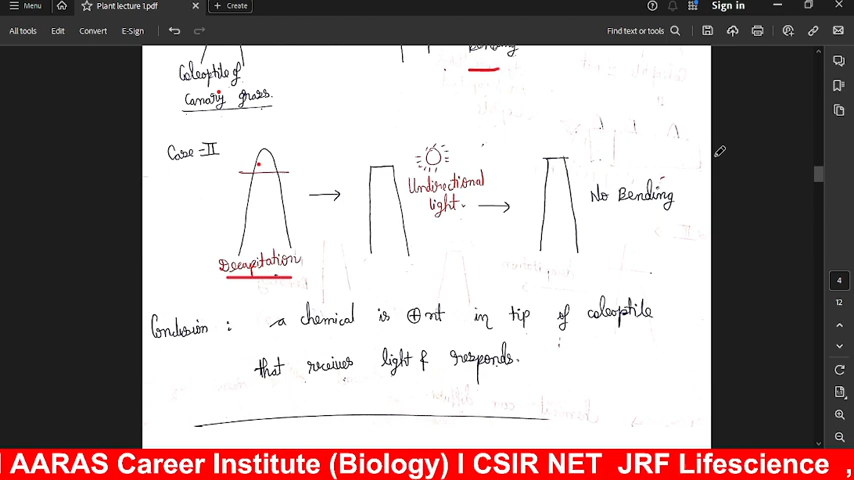 Menu
Plant lecture 1.pdf
Create
Sign in
All tools
Edit
Convert
E-Sign
Find text or tools
Bending
Coleoptile of
Canary grass.
Case-II
Undirectional
light.
No Bending
Decapitation
Conclusion : a chemical is ⊕nt in tip of coleoptile
that receives light & responds.
4
12
I AARAS Career Institute (Biology) I CSIR NET JRF Lifescience ,